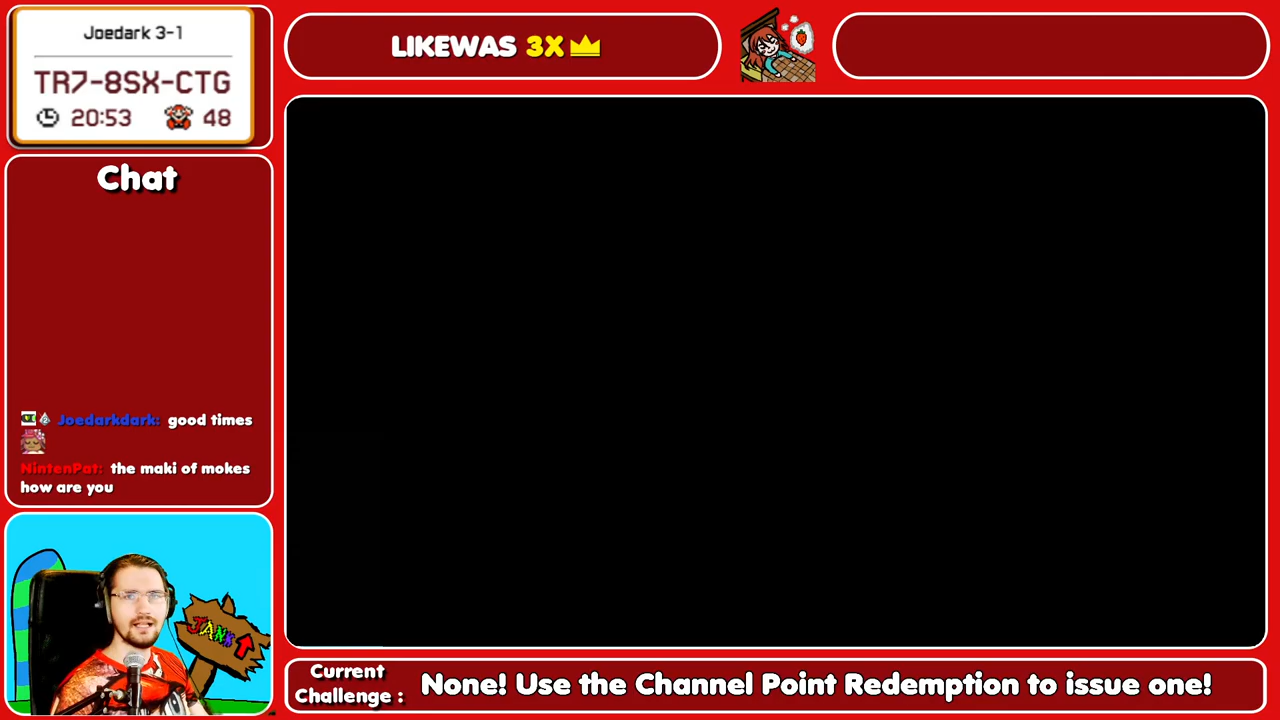 Joedark 3-1
TR7-8SX-CTG
20:53 48
LIKEWAS 3X
Chat
Joedarkdark: good times
NintenPat: the maki of mokes
how are you
JANK
Current
Challenge :
None! Use the Channel Point Redemption to issue one!